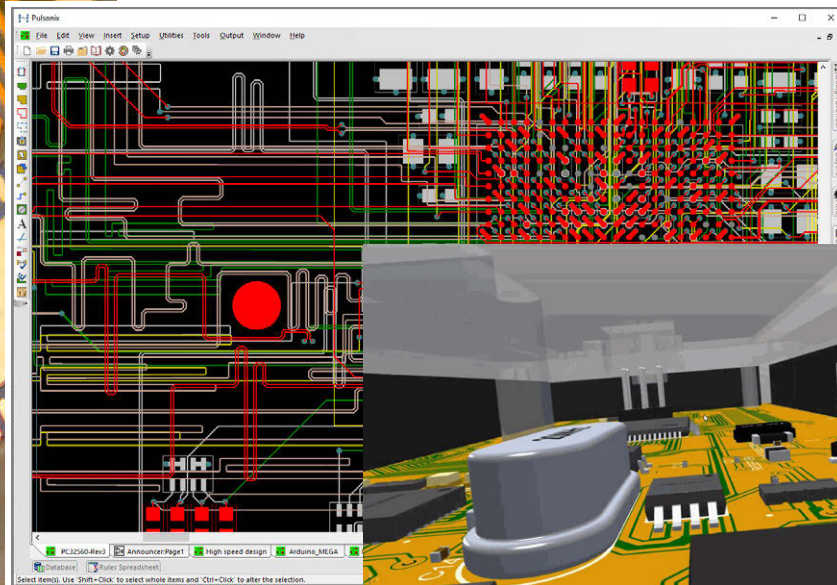 Pulsonix
File Edit View Insert Setup Utilities Tools Output Window Help
PC32560-Rev3 Announcer:Page1 High speed design Arduino_MEGA
Database Rules Spreadsheet
Select item(s). Use 'Shift+Click' to select whole items and 'Ctrl+Click' to alter the selection.